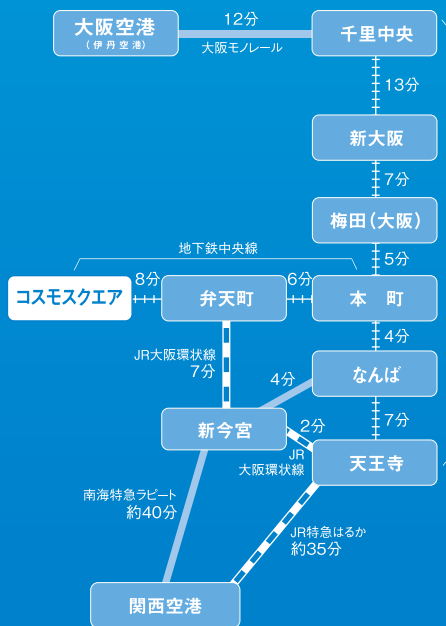 大阪空港
(伊丹空港)
12分
大阪モノレール
千里中央
13分
新大阪
7分
梅田(大阪)
5分
地下鉄中央線
コスモスクエア
8分
弁天町
6分
本 町
4分
JR大阪環状線
7分
4分
なんば
新今宮
2分
JR
大阪環状線
7分
天王寺
南海特急ラピート
約40分
JR特急はるか
約35分
関西空港